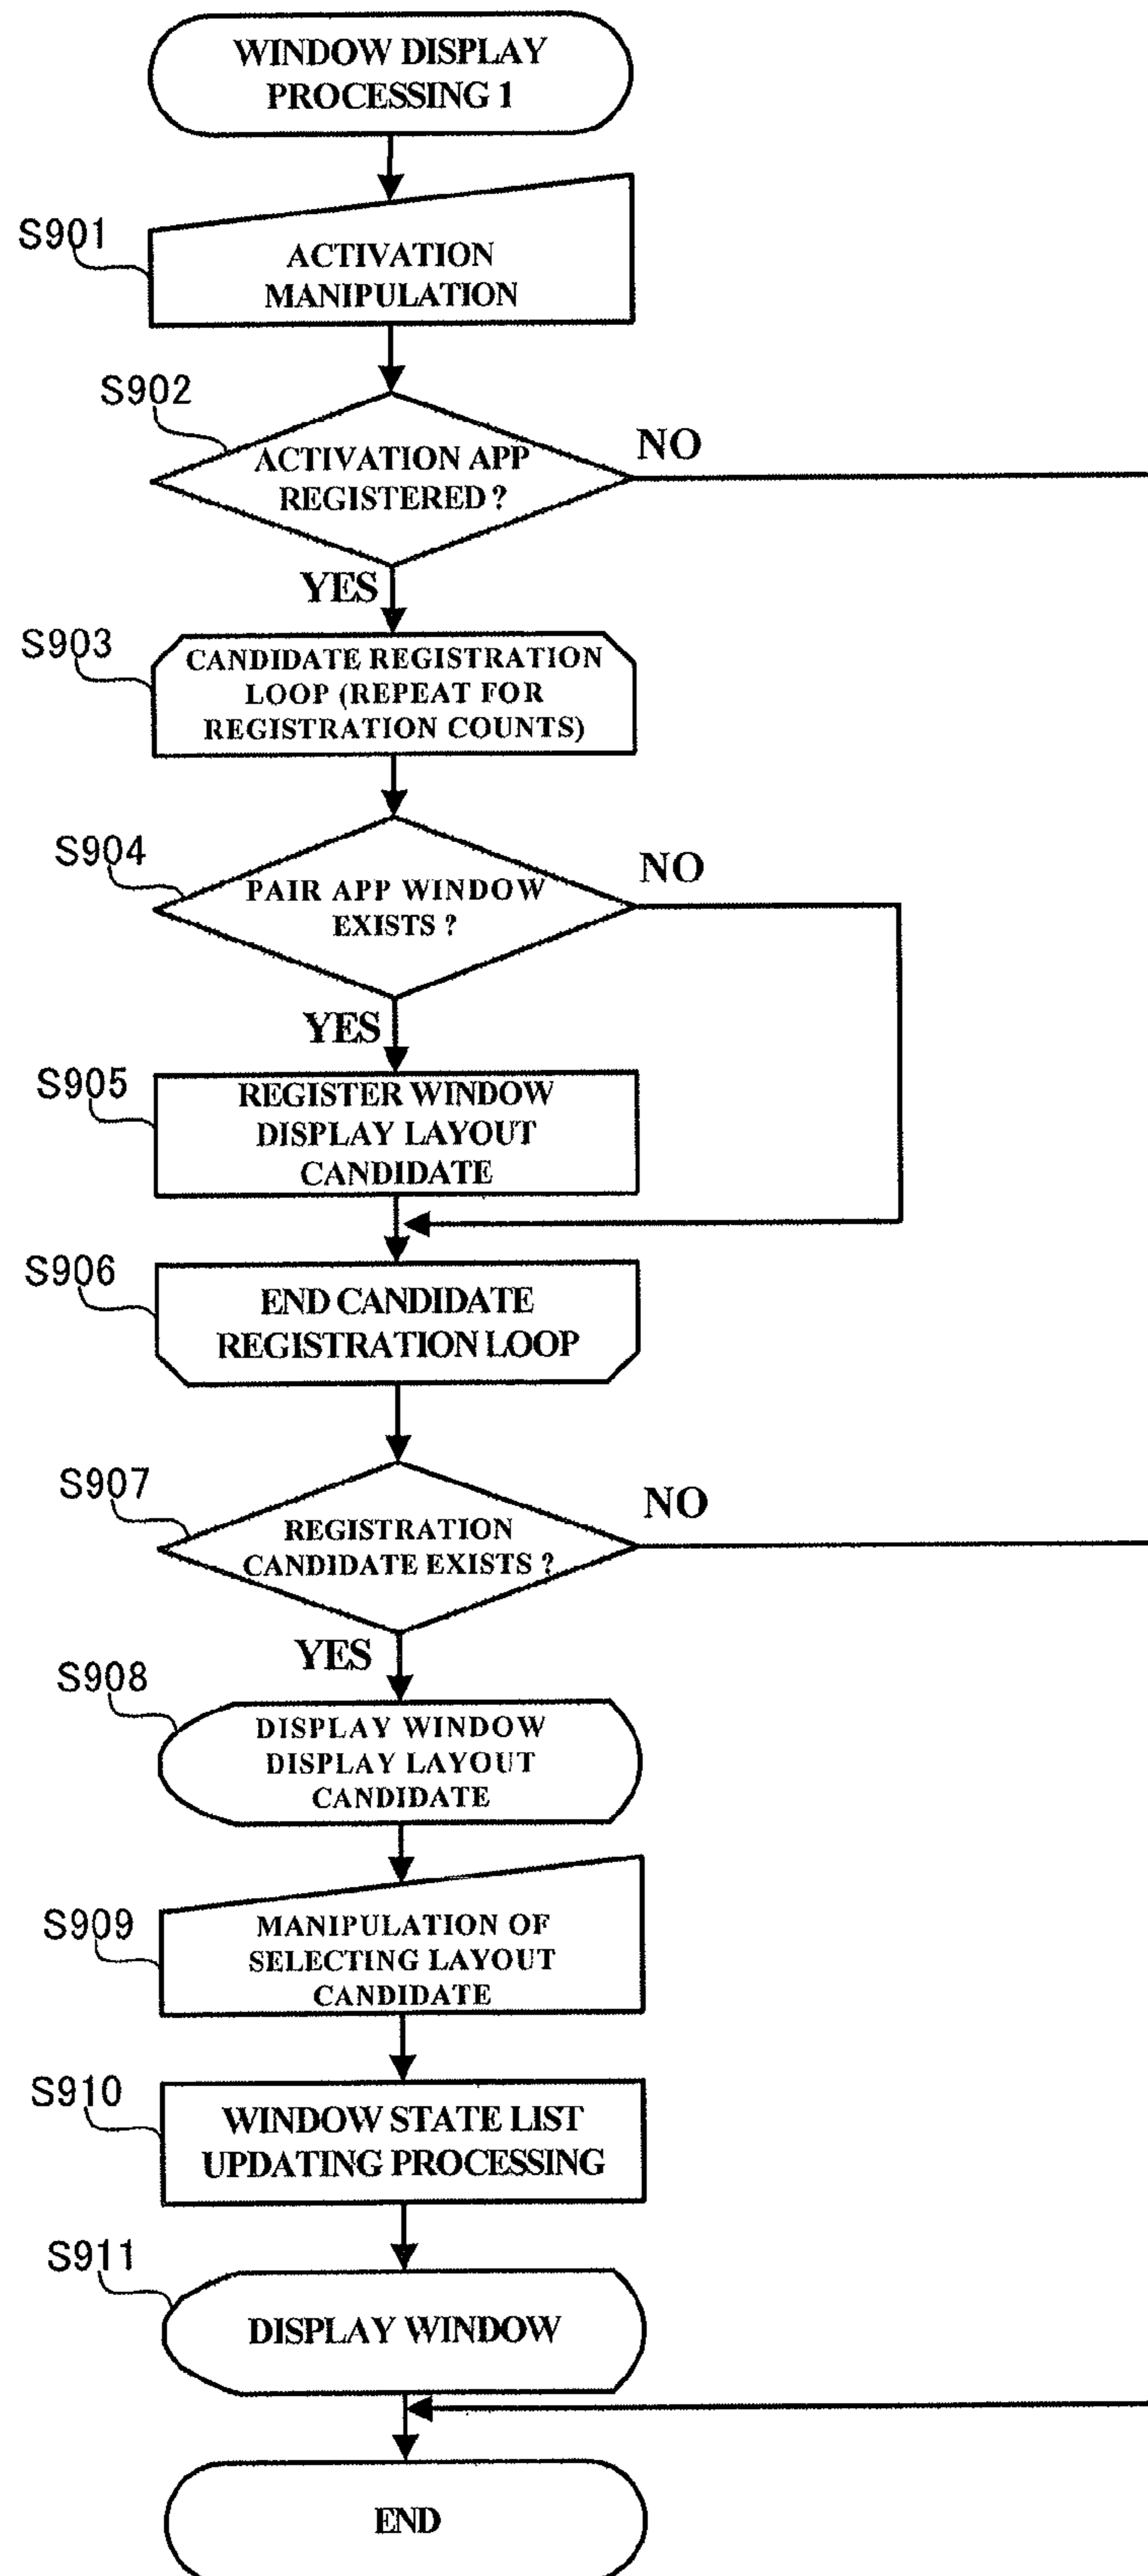 WINDOW DISPLAY
PROCESSING 1
S901
ACTIVATION
MANIPULATION
S902
ACTIVATION APP
REGISTERED ?
NO
YES
S903
CANDIDATE REGISTRATION
LOOP (REPEAT FOR
REGISTRATION COUNTS)
S904
PAIR APP WINDOW
EXISTS ?
NO
YES
S905
REGISTER WINDOW
DISPLAY LAYOUT
CANDIDATE
S906
END CANDIDATE
REGISTRATION LOOP
S907
REGISTRATION
CANDIDATE EXISTS ?
NO
YES
S908
DISPLAY WINDOW
DISPLAY LAYOUT
CANDIDATE
S909
MANIPULATION OF
SELECTING LAYOUT
CANDIDATE
S910
WINDOW STATE LIST
UPDATING PROCESSING
S911
DISPLAY WINDOW
END